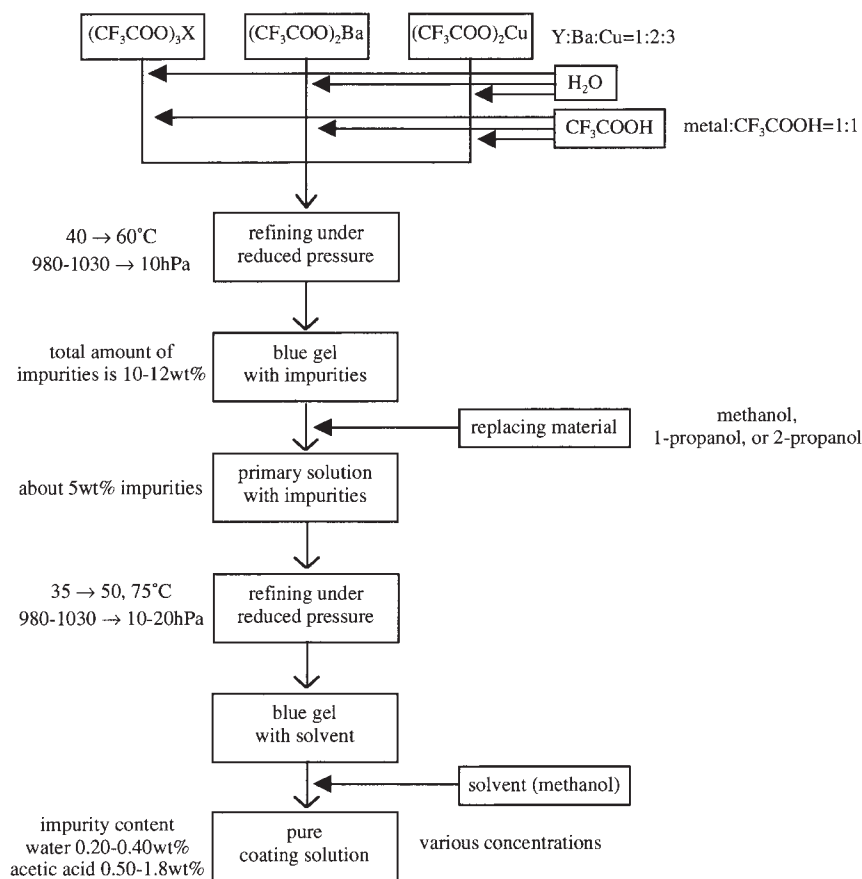 (CF₃COO)₃X
(CF₃COO)₂Ba
(CF₃COO)₂Cu
Y:Ba:Cu=1:2:3
H₂O
CF₃COOH
metal:CF₃COOH=1:1
40 → 60°C
980-1030 → 10hPa
refining under
reduced pressure
total amount of
impurities is 10-12wt%
blue gel
with impurities
replacing material
methanol,
1-propanol, or 2-propanol
about 5wt% impurities
primary solution
with impurities
35 → 50, 75°C
980-1030 → 10-20hPa
refining under
reduced pressure
blue gel
with solvent
solvent (methanol)
impurity content
water 0.20-0.40wt%
acetic acid 0.50-1.8wt%
pure
coating solution
various concentrations